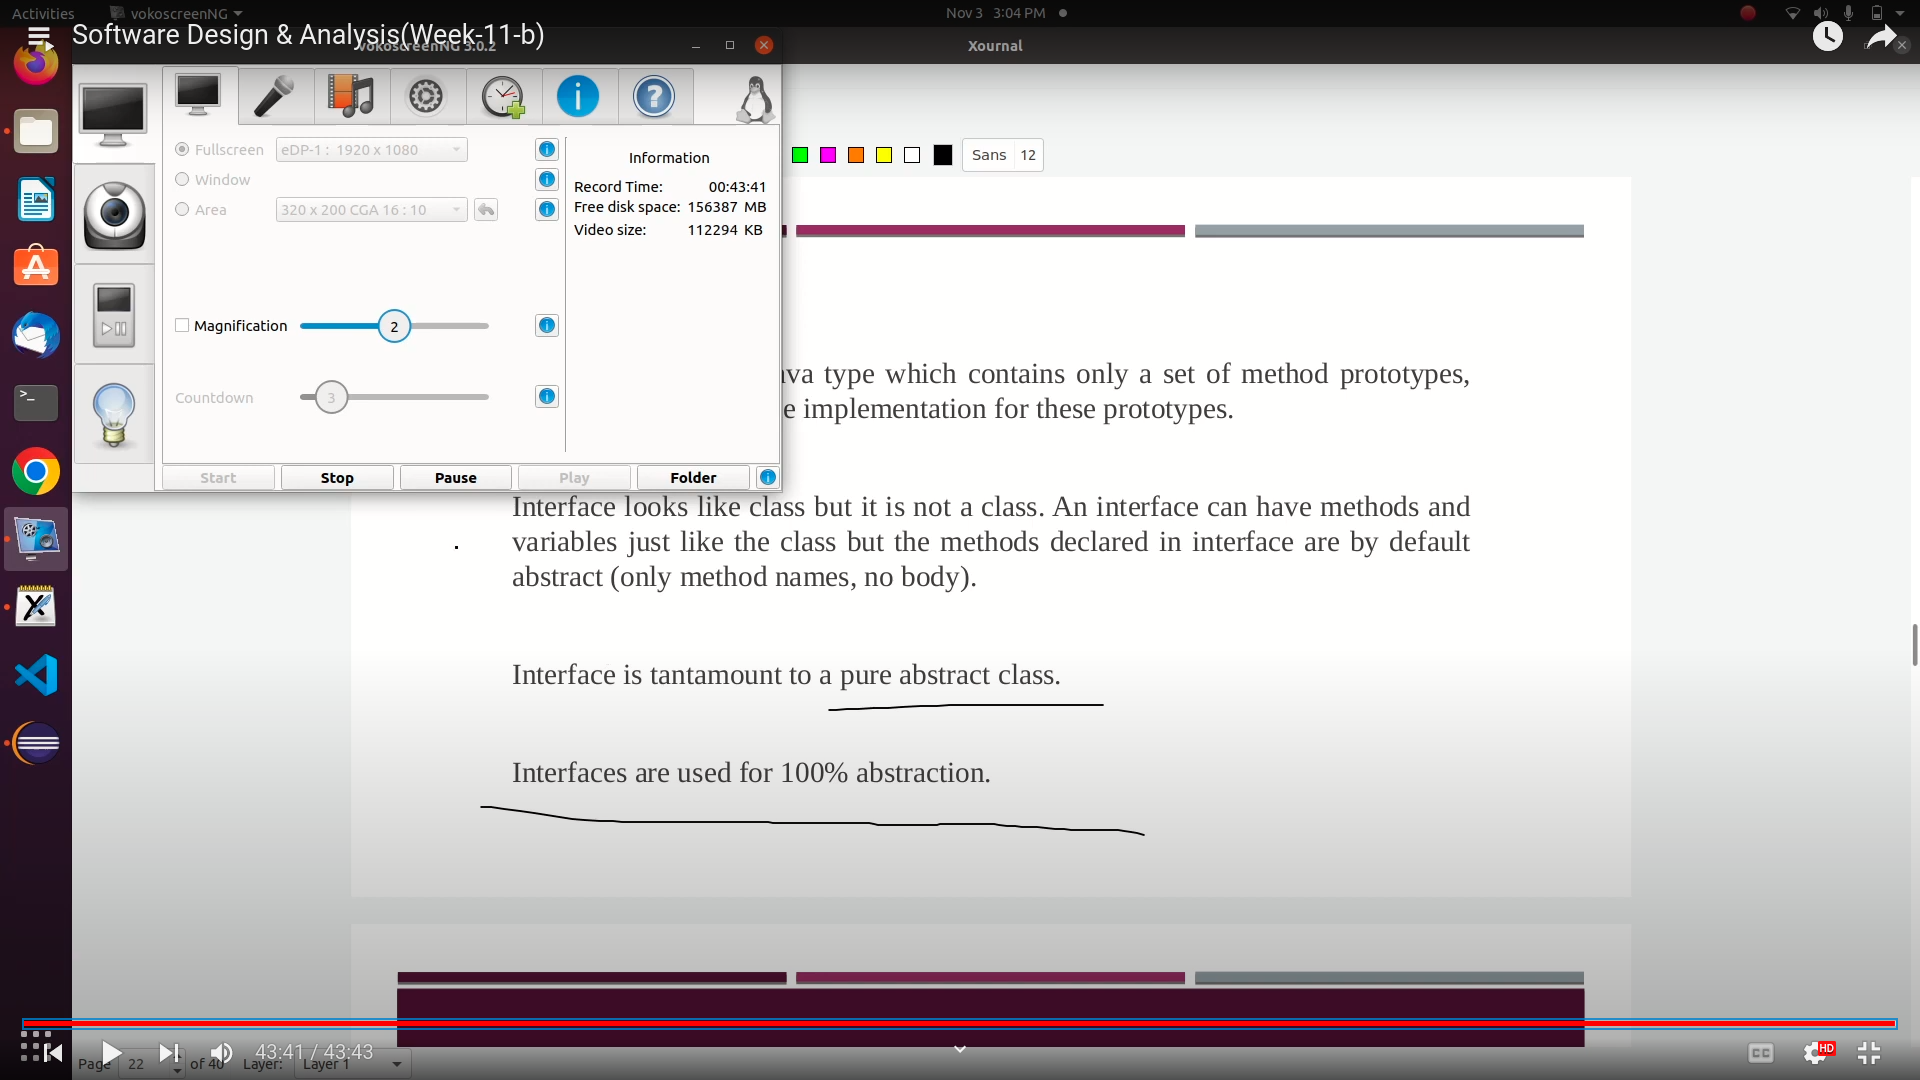 Activities
vokoscreenNG
Nov 3 3:04 PM
Software Design & Analysis(Week-11-b)
vokoscreenNG 3.0.2
Xournal
Fullscreen
eDP-1 : 1920 x 1080
Window
Area
320 x 200 CGA 16 : 10
Information
Record Time: 00:43:41
Free disk space: 156387 MB
Video size: 112294 KB
Magnification
2
Countdown
3
Start
Stop
Pause
Play
Folder
Sans 12
type which contains only a set of method prototypes,
implementation for these prototypes.
Interface looks like class but it is not a class. An interface can have methods and
variables just like the class but the methods declared in interface are by default
abstract (only method names, no body).
Interface is tantamount to a pure abstract class.
Interfaces are used for 100% abstraction.
43:41 / 43:43
CC
HD
Page 22 of 40 Layer: Layer 1